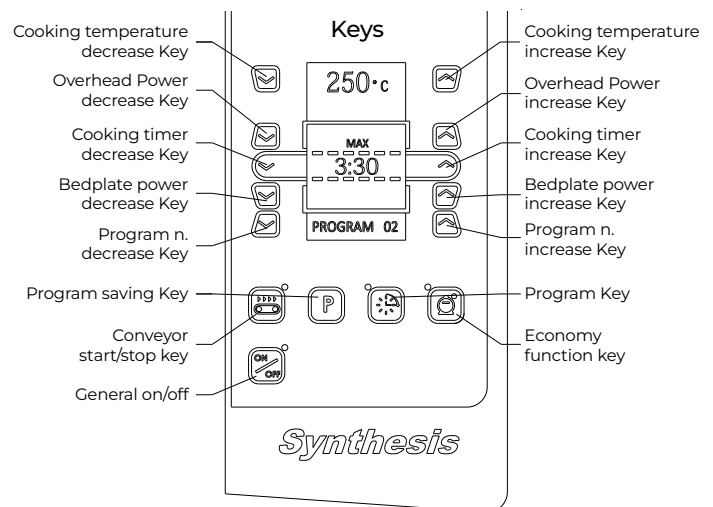 Keys
Cooking temperature
decrease Key
Overhead Power
decrease Key
Cooking timer
decrease Key
Bedplate power
decrease Key
Program n.
decrease Key
Program saving Key
Conveyor
start/stop key
General on/off
250°C
MAX
3:30
PROGRAM 02
P
ON
OFF
Cooking temperature
increase Key
Overhead Power
increase Key
Cooking timer
increase Key
Bedplate power
increase Key
Program n.
increase Key
Program Key
Economy
function key
Synthesis